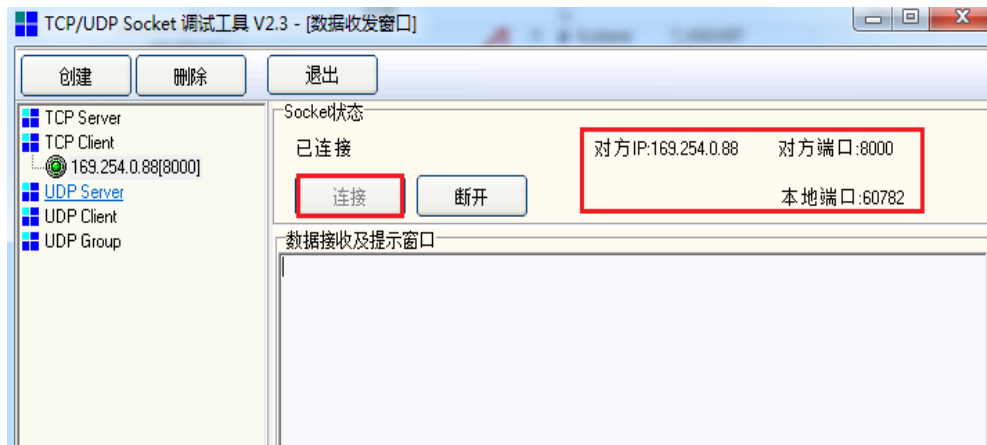 TCP/UDP Socket 调试工具 V2.3 - [数据收发窗口]
创建 删除 退出
TCP Server
TCP Client
169.254.0.88[8000]
UDP Server
UDP Client
UDP Group
Socket状态
已连接
对方IP:169.254.0.88 对方端口:8000
连接 断开
本地端口:60782
数据接收及提示窗口